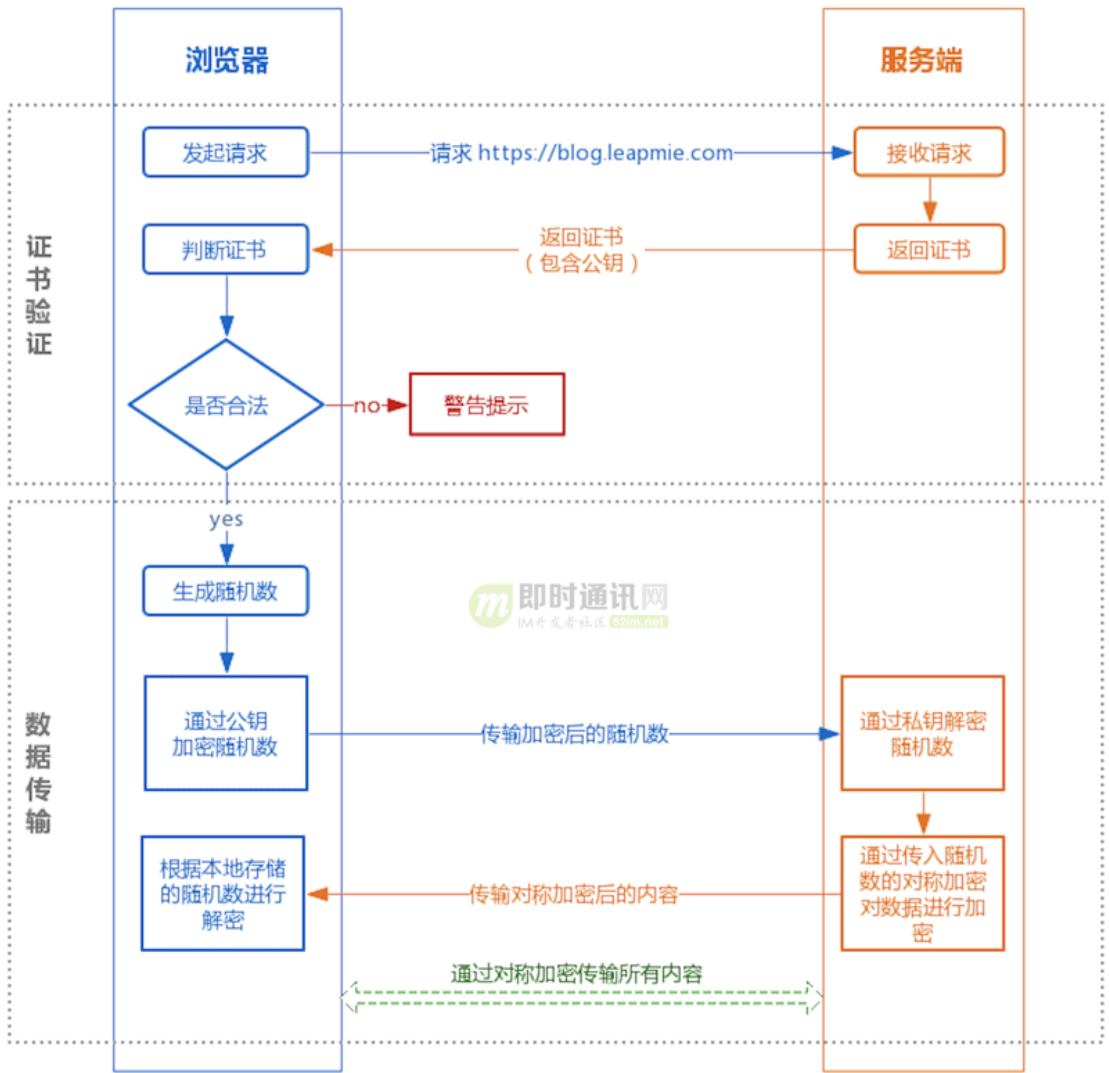 浏览器
服务端
发起请求
请求 https://blog.leapmie.com
接收请求
证书验证
判断证书
返回证书
（包含公钥）
返回证书
是否合法
no
警告提示
yes
生成随机数
即时通讯网
IM开发者社区 52im.net
数据传输
通过公钥
加密随机数
传输加密后的随机数
通过私钥解密
随机数
根据本地存储
的随机数进行
解密
传输对称加密后的内容
通过传入随机
数的对称加密
对数据进行加
密
通过对称加密传输所有内容